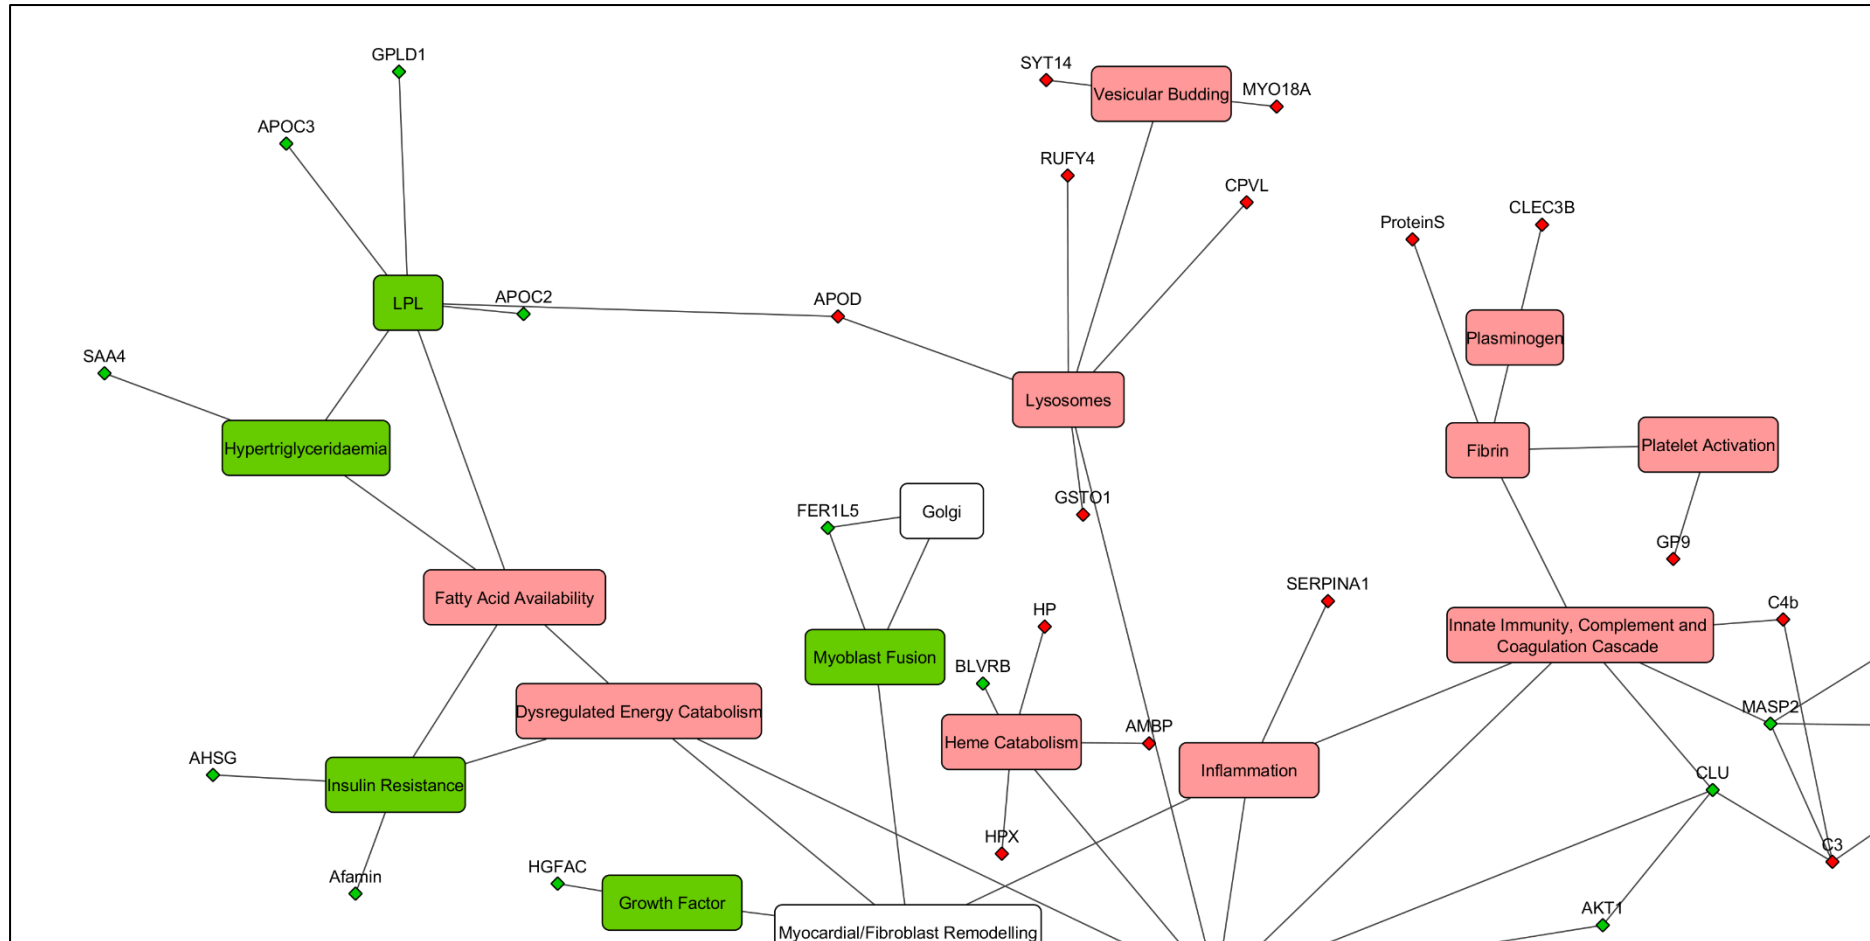 GPLD1
SYT14
Vesicular Budding
MYO18A
APOC3
RUFY4
CPVL
CLEC3B
ProteinS
LPL
APOC2
APOD
Plasminogen
SAA4
Lysosomes
Hypertriglyceridaemia
Fibrin
Platelet Activation
GSTO1
FER1L5
Golgi
GP9
SERPINA1
Fatty Acid Availability
HP
C4b
Innate Immunity, Complement and
Coagulation Cascade
Myoblast Fusion
BLVRB
Dysregulated Energy Catabolism
MASP2
AMBP
Heme Catabolism
AHSG
Inflammation
CLU
Insulin Resistance
HPX
C3
HGFAC
Afamin
Growth Factor
AKT1
Myocardial/Fibroblast Remodelling